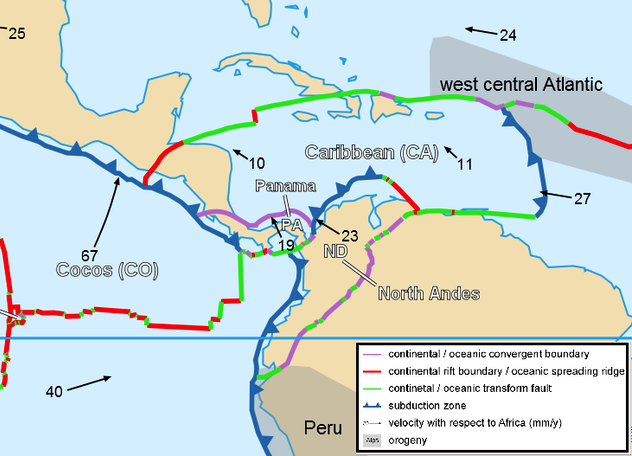 25
24
west central Atlantic
10
Caribbean (CA)
11
Panama
27
PA
67
19
23
Cocos (CO)
ND
North Andes
40
Peru
continental / oceanic convergent boundary
continental rift boundary / oceanic spreading ridge
continetal / oceanic transform fault
subduction zone
velocity with respect to Africa (mm/y)
Alps
orogeny